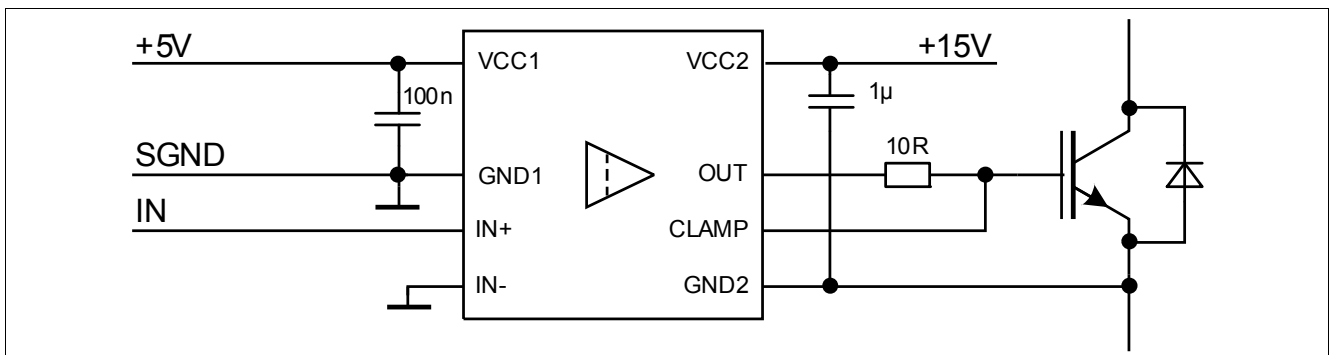 +5V
VCC1
VCC2
+15V
100n
1µ
SGND
10R
GND1
OUT
IN
IN+
CLAMP
IN-
GND2